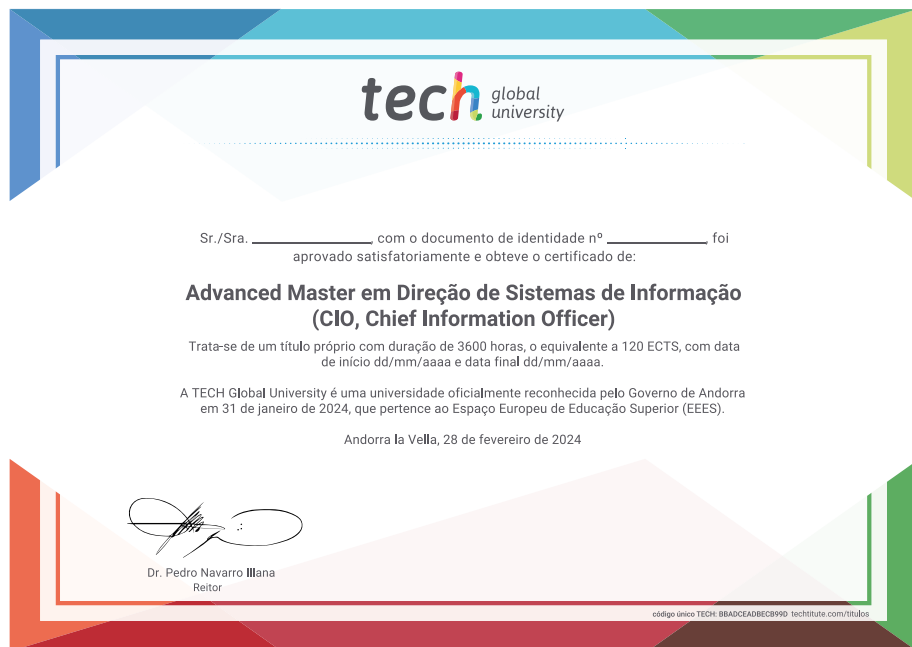 tech global university
Sr./Sra. ____________, com o documento de identidade nº __________, foi
aprovado satisfatoriamente e obteve o certificado de:
Advanced Master em Direção de Sistemas de Informação
(CIO, Chief Information Officer)
Trata-se de um título próprio com duração de 3600 horas, o equivalente a 120 ECTS, com data
de início dd/mm/aaaa e data final dd/mm/aaaa.
A TECH Global University é uma universidade oficialmente reconhecida pelo Governo de Andorra
em 31 de janeiro de 2024, que pertence ao Espaço Europeu de Educação Superior (EEES).
Andorra la Vella, 28 de fevereiro de 2024
Dr. Pedro Navarro Illana
Reitor
código único TECH: BBADCEADBECB99D techtitute.com/titulos